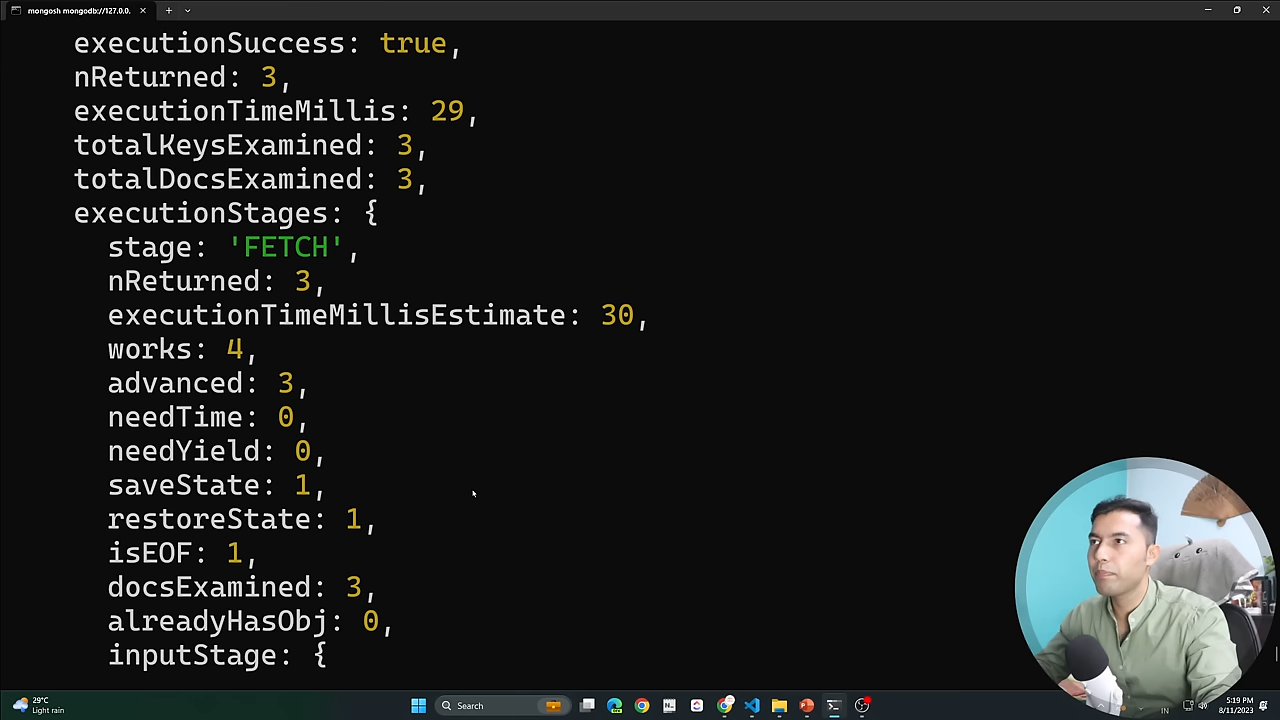 mongosh mongodb://127.0.0.
executionSuccess: true,
nReturned: 3,
executionTimeMillis: 29,
totalKeysExamined: 3,
totalDocsExamined: 3,
executionStages: {
stage: 'FETCH',
nReturned: 3,
executionTimeMillisEstimate: 30,
works: 4,
advanced: 3,
needTime: 0,
needYield: 0,
saveState: 1,
restoreState: 1,
isEOF: 1,
docsExamined: 3,
alreadyHasObj: 0,
inputStage: {
29°C
Light rain
Search
IN
5:19 PM
8/11/2023